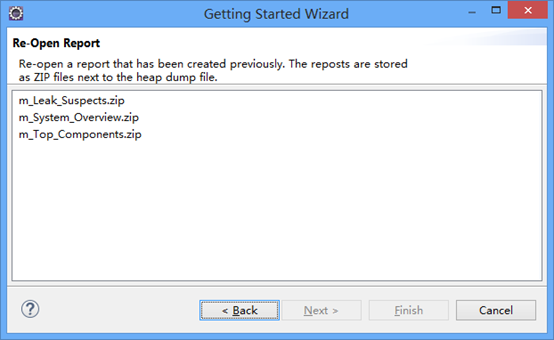 Getting Started Wizard
Re-Open Report
Re-open a report that has been created previously. The reposts are stored
as ZIP files next to the heap dump file.
m_Leak_Suspects.zip
m_System_Overview.zip
m_Top_Components.zip
?
< Back
Next >
Finish
Cancel